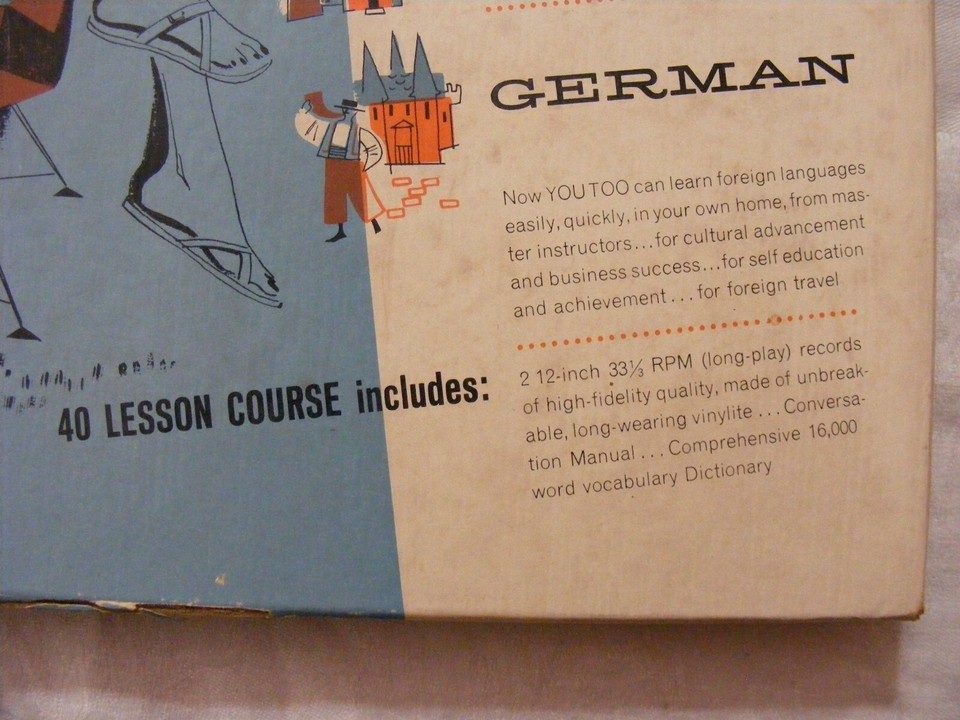 GERMAN
Now YOU TOO can learn foreign languages
easily, quickly, in your own home, from mas-
ter instructors...for cultural advancement
and business success...for self education
and achievement...for foreign travel
40 LESSON COURSE includes:
2 12-inch 33⅓ RPM (long-play) records
of high-fidelity quality, made of unbreak-
able, long-wearing vinylite ... Conversa-
tion Manual ... Comprehensive 16,000
word vocabulary Dictionary